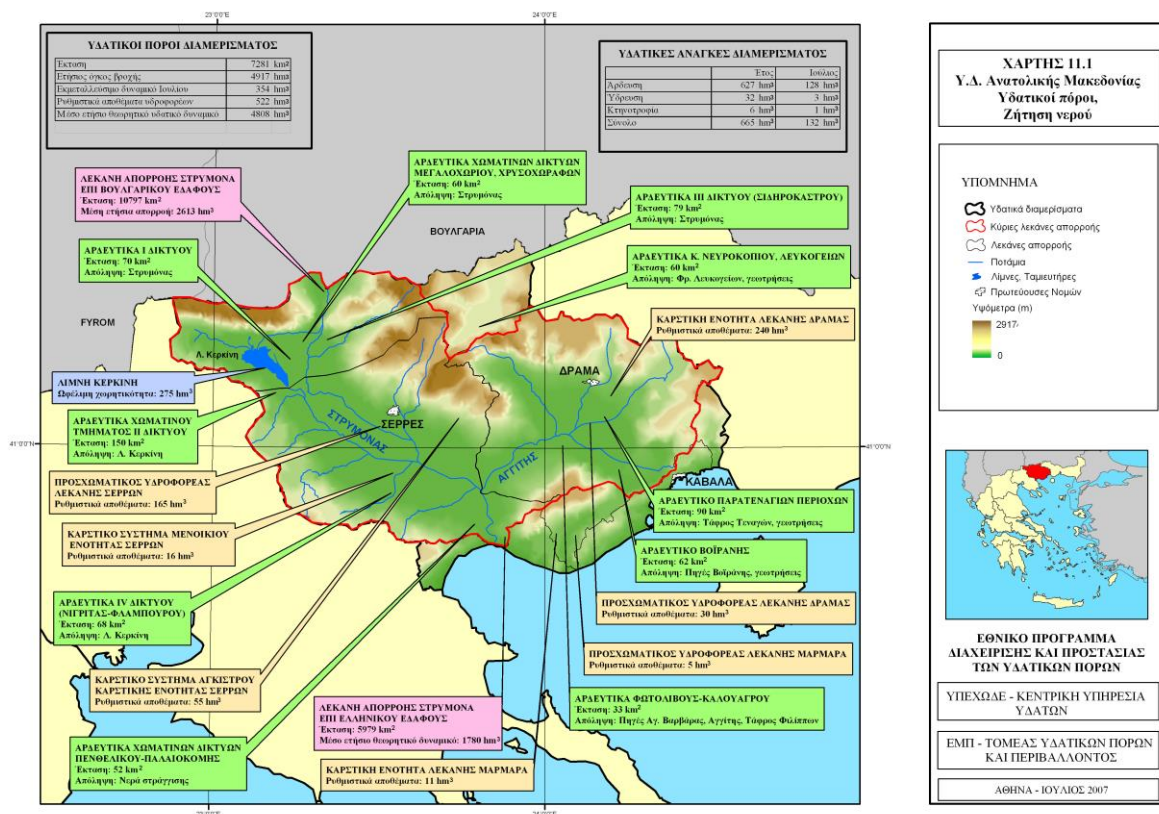 23°0'0"E
24°0'0"E
ΥΔΑΤΙΚΟΙ ΠΟΡΟΙ ΔΙΑΜΕΡΙΣΜΑΤΟΣ
Έκταση 7281 km²
Ετήσιος όγκος βροχής 4917 hm³
Εκμεταλλεύσιμο δυναμικό Ιουλίου 354 hm³
Ρυθμιστικά αποθέματα υδροφορέων 522 hm³
Μέσο ετήσιο θεωρητικό υδατικό δυναμικό 4808 hm³
ΥΔΑΤΙΚΕΣ ΑΝΑΓΚΕΣ ΔΙΑΜΕΡΙΣΜΑΤΟΣ
Έτος Ιούλιος
Άρδευση 627 hm³ 128 hm³
Ύδρευση 32 hm³ 3 hm³
Κτηνοτροφία 6 hm³ 1 hm³
Συνολο 665 hm³ 132 hm³
ΛΕΚΑΝΗ ΑΠΟΡΡΟΗΣ ΣΤΡΥΜΟΝΑ
ΕΠΙ ΒΟΥΛΓΑΡΙΚΟΥ ΕΔΑΦΟΥΣ
Έκταση: 10797 km²
Μέση ετήσια απορροή: 2613 hm³
ΑΡΔΕΥΤΙΚΑ ΧΩΜΑΤΙΝΩΝ ΔΙΚΤΥΩΝ
ΜΕΓΑΛΟΧΩΡΙΟΥ, ΧΡΥΣΟΧΩΡΑΦΩΝ
Έκταση: 60 km²
Απόληψη: Στρυμόνας
ΑΡΔΕΥΤΙΚΑ ΙΙΙ ΔΙΚΤΥΟΥ (ΣΙΔΗΡΟΚΑΣΤΡΟΥ)
Έκταση: 79 km²
Απόληψη: Στρυμόνας
ΒΟΥΛΓΑΡΙΑ
ΑΡΔΕΥΤΙΚΑ Ι ΔΙΚΤΥΟΥ
Έκταση: 70 km²
Απόληψη: Στρυμόνας
ΑΡΔΕΥΤΙΚΑ Κ. ΝΕΥΡΟΚΟΠΙΟΥ, ΛΕΥΚΟΓΕΙΩΝ
Έκταση: 60 km²
Απόληψη: Φρ. Λευκογείων, γεωτρήσεις
FYROM
ΚΑΡΣΤΙΚΗ ΕΝΟΤΗΤΑ ΛΕΚΑΝΗΣ ΔΡΑΜΑΣ
Ρυθμιστικά αποθέματα: 240 hm³
Λ. Κερκίνη
ΛΙΜΝΗ ΚΕΡΚΙΝΗ
Ωφέλιμη χωρητικότητα: 275 hm³
ΔΡΑΜΑ
ΣΕΡΡΕΣ
ΣΤΡΥΜΟΝΑΣ
ΑΓΓΙΤΗΣ
ΚΑΒΑΛΑ
41°0'0"N
41°0'0"N
ΑΡΔΕΥΤΙΚΑ ΧΩΜΑΤΙΝΟΥ
ΤΜΗΜΑΤΟΣ ΙΙ ΔΙΚΤΥΟΥ
Έκταση: 150 km²
Απόληψη: Λ. Κερκίνη
ΠΡΟΣΧΩΜΑΤΙΚΟΣ ΥΔΡΟΦΟΡΕΑΣ
ΛΕΚΑΝΗΣ ΣΕΡΡΩΝ
Ρυθμιστικά αποθέματα: 165 hm³
ΑΡΔΕΥΤΙΚΟ ΠΑΡΑΤΕΝΑΓΙΩΝ ΠΕΡΙΟΧΩΝ
Έκταση: 90 km²
Απόληψη: Τάφρος Τεναγών, γεωτρήσεις
ΚΑΡΣΤΙΚΟ ΣΥΣΤΗΜΑ ΜΕΝΟΙΚΙΟΥ
ΕΝΟΤΗΤΑΣ ΣΕΡΡΩΝ
Ρυθμιστικά αποθέματα: 16 hm³
ΑΡΔΕΥΤΙΚΟ ΒΟΪΡΑΝΗΣ
Έκταση: 62 km²
Απόληψη: Πηγές Βοϊράνης, γεωτρήσεις
ΑΡΔΕΥΤΙΚΑ IV ΔΙΚΤΥΟΥ
(ΝΙΓΡΙΤΑΣ-ΦΛΑΜΠΟΥΡΟΥ)
Έκταση: 68 km²
Απόληψη: Λ. Κερκίνη
ΠΡΟΣΧΩΜΑΤΙΚΟΣ ΥΔΡΟΦΟΡΕΑΣ ΛΕΚΑΝΗΣ ΔΡΑΜΑΣ
Ρυθμιστικά αποθέματα: 30 hm³
ΠΡΟΣΧΩΜΑΤΙΚΟΣ ΥΔΡΟΦΟΡΕΑΣ ΛΕΚΑΝΗΣ ΜΑΡΜΑΡΑ
Ρυθμιστικά αποθέματα: 5 hm³
ΚΑΡΣΤΙΚΟ ΣΥΣΤΗΜΑ ΑΓΚΙΣΤΡΟΥ
ΚΑΡΣΤΙΚΗΣ ΕΝΟΤΗΤΑΣ ΣΕΡΡΩΝ
Ρυθμιστικά αποθέματα: 55 hm³
ΑΡΔΕΥΤΙΚΑ ΦΩΤΟΛΙΒΟΥΣ-ΚΑΛΟΥΑΓΡΟΥ
Έκταση: 33 km²
Απόληψη: Πηγές Αγ. Βαρβάρας, Αγγίτης, Τάφρος Φιλίππων
ΛΕΚΑΝΗ ΑΠΟΡΡΟΗΣ ΣΤΡΥΜΟΝΑ
ΕΠΙ ΕΛΛΗΝΙΚΟΥ ΕΔΑΦΟΥΣ
Έκταση: 5979 km²
Μέσο ετήσιο θεωρητικό δυναμικό: 1780 hm³
ΑΡΔΕΥΤΙΚΑ ΧΩΜΑΤΙΝΩΝ ΔΙΚΤΥΩΝ
ΠΕΝΘΕΛΙΚΟΥ-ΠΑΛΑΙΟΚΟΜΗΣ
Έκταση: 52 km²
Απόληψη: Νερά στράγγισης
ΚΑΡΣΤΙΚΗ ΕΝΟΤΗΤΑ ΛΕΚΑΝΗΣ ΜΑΡΜΑΡΑ
Ρυθμιστικά αποθέματα: 11 hm³
ΧΑΡΤΗΣ 11.1
Υ.Δ. Ανατολικής Μακεδονίας
Υδατικοί πόροι,
Ζήτηση νερού
ΥΠΟΜΝΗΜΑ
Υδατικά διαμερίσματα
Κύριες λεκάνες απορροής
Λεκάνες απορροής
Ποτάμια
Λίμνες, Ταμιευτήρες
Πρωτεύουσες Νομών
Υψόμετρα (m)
2917
0
ΕΘΝΙΚΟ ΠΡΟΓΡΑΜΜΑ
ΔΙΑΧΕΙΡΙΣΗΣ ΚΑΙ ΠΡΟΣΤΑΣΙΑΣ
ΤΩΝ ΥΔΑΤΙΚΩΝ ΠΟΡΩΝ
ΥΠΕΧΩΔΕ - ΚΕΝΤΡΙΚΗ ΥΠΗΡΕΣΙΑ
ΥΔΑΤΩΝ
ΕΜΠ - ΤΟΜΕΑΣ ΥΔΑΤΙΚΩΝ ΠΟΡΩΝ
ΚΑΙ ΠΕΡΙΒΑΛΛΟΝΤΟΣ
ΑΘΗΝΑ - ΙΟΥΛΙΟΣ 2007